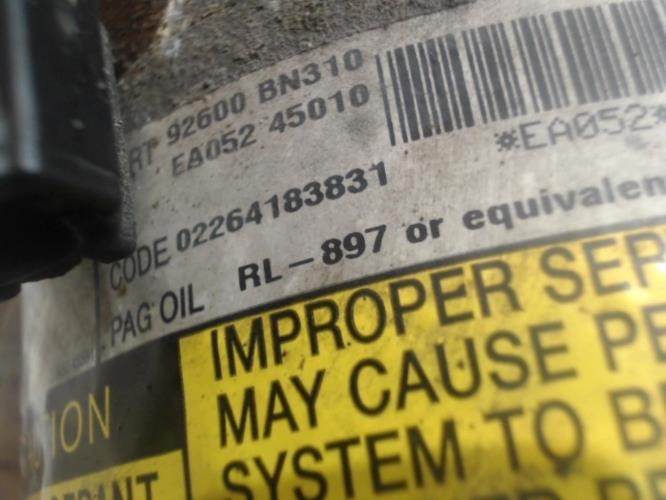 RT 92600 BN310
EA052 45010
*EA052*
CODE 02264183831
PAG OIL RL-897 or equivalen
ION
IMPROPER SER
MAY CAUSE PE
SYSTEM TO B